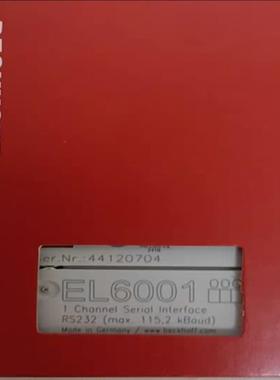 er.Nr.:44120704
EL6001
1 Channel Serial Interface
RS232 (max. 115,2 kBaud)
Made in Germany / www.beckhoff.com